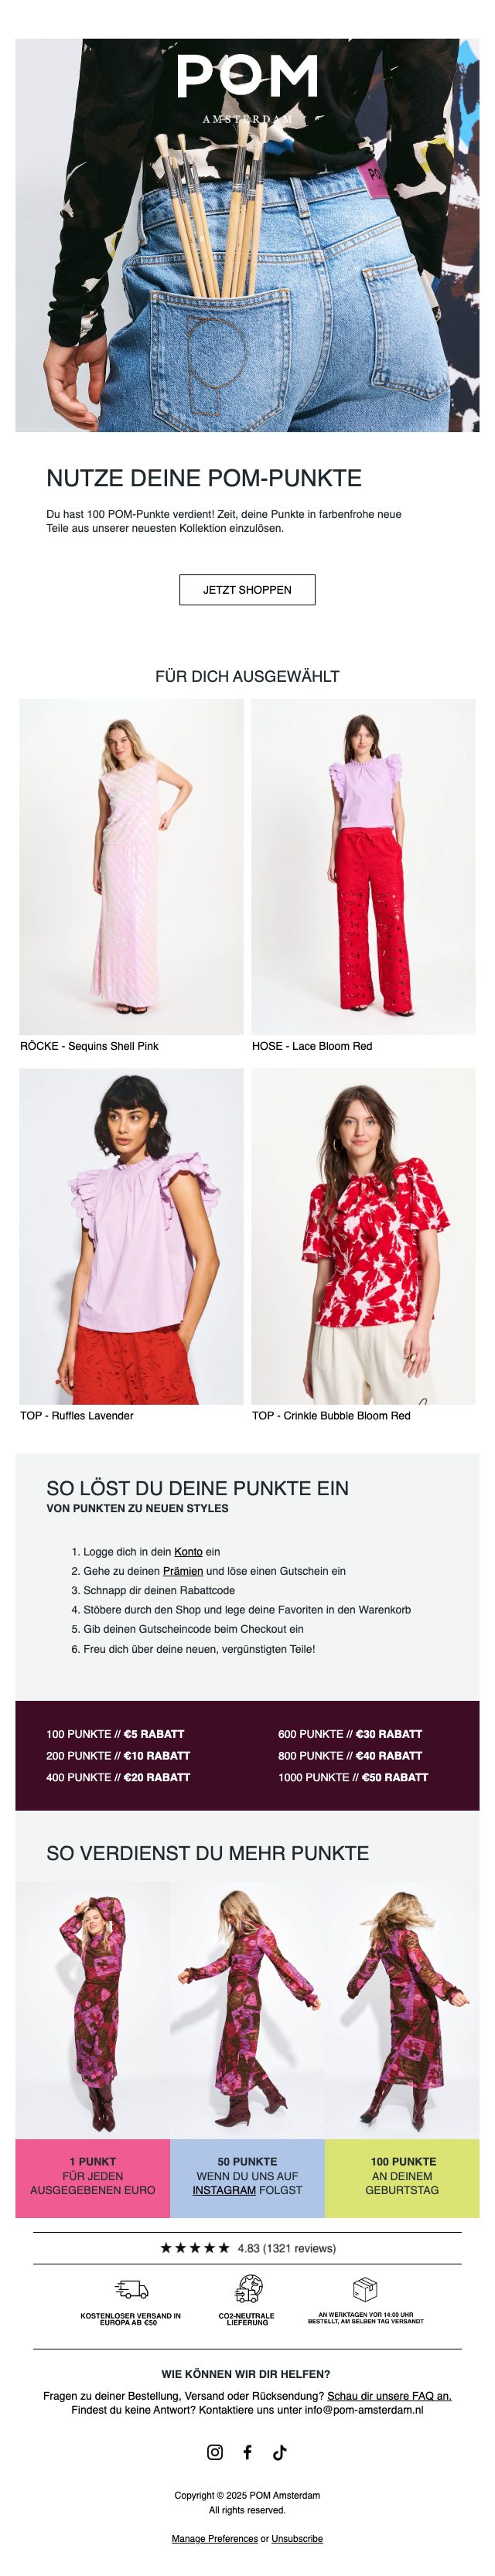 POM
AMSTERDAM
PO
NUTZE DEINE POM-PUNKTE
Du hast 100 POM-Punkte verdient! Zeit, deine Punkte in farbenfrohe neue
Teile aus unserer neuesten Kollektion einzulösen.
JETZT SHOPPEN
FÜR DICH AUSGEWÄHLT
RÖCKE - Sequins Shell Pink
HOSE - Lace Bloom Red
TOP - Ruffles Lavender
TOP - Crinkle Bubble Bloom Red
SO LÖST DU DEINE PUNKTE EIN
VON PUNKTEN ZU NEUEN STYLES
1. Logge dich in dein Konto ein
2. Gehe zu deinen Prämien und löse einen Gutschein ein
3. Schnapp dir deinen Rabattcode
4. Stöbere durch den Shop und lege deine Favoriten in den Warenkorb
5. Gib deinen Gutscheincode beim Checkout ein
6. Freu dich über deine neuen, vergünstigten Teile!
100 PUNKTE // €5 RABATT
200 PUNKTE // €10 RABATT
400 PUNKTE // €20 RABATT
600 PUNKTE // €30 RABATT
800 PUNKTE // €40 RABATT
1000 PUNKTE // €50 RABATT
SO VERDIENST DU MEHR PUNKTE
1 PUNKT
FÜR JEDEN
AUSGEGEBENEN EURO
50 PUNKTE
WENN DU UNS AUF
INSTAGRAM FOLGST
100 PUNKTE
AN DEINEM
GEBURTSTAG
4.83 (1321 reviews)
KOSTENLOSER VERSAND IN
EUROPA AB €50
CO2-NEUTRALE
LIEFERUNG
AN WERKTAGEN VOR 14:00 UHR
BESTELLT, AM SELBEN TAG VERSANDT
WIE KÖNNEN WIR DIR HELFEN?
Fragen zu deiner Bestellung, Versand oder Rücksendung? Schau dir unsere FAQ an.
Findest du keine Antwort? Kontaktiere uns unter info@pom-amsterdam.nl
Copyright © 2025 POM Amsterdam
All rights reserved.
Manage Preferences or Unsubscribe